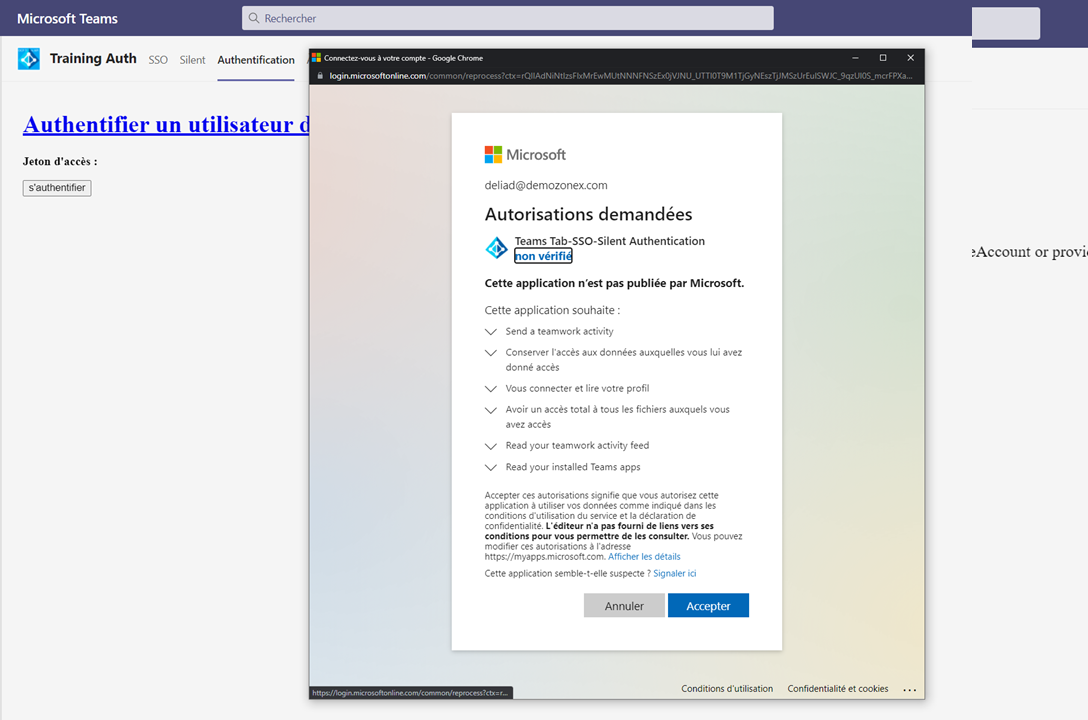 Microsoft Teams
Rechercher
Training Auth
SSO
Silent
Authentification
Authentifier un utilisateur d
Jeton d'accès :
s'authentifier
eAccount or provid
Connectez-vous à votre compte - Google Chrome
Microsoft
deliad@demozonex.com
Autorisations demandées
Teams Tab-SSO-Silent Authentication
non vérifié
Cette application n'est pas publiée par Microsoft.
Cette application souhaite :
Send a teamwork activity
Conserver l'accès aux données auxquelles vous lui avez
donné accès
Vous connecter et lire votre profil
Avoir un accès total à tous les fichiers auxquels vous
avez accès
Read your teamwork activity feed
Read your installed Teams apps
Accepter ces autorisations signifie que vous autorisez cette
application à utiliser vos données comme indiqué dans les
conditions d'utilisation du service et la déclaration de
confidentialité. L'éditeur n'a pas fourni de liens vers ses
conditions pour vous permettre de les consulter. Vous pouvez
modifier ces autorisations à l'adresse
https://myapps.microsoft.com. Afficher les détails
Cette application semble-t-elle suspecte ? Signaler ici
Annuler
Accepter
Conditions d'utilisation
Confidentialité et cookies
...
https://login.microsoftonline.com/common/reprocess?ctx=r...